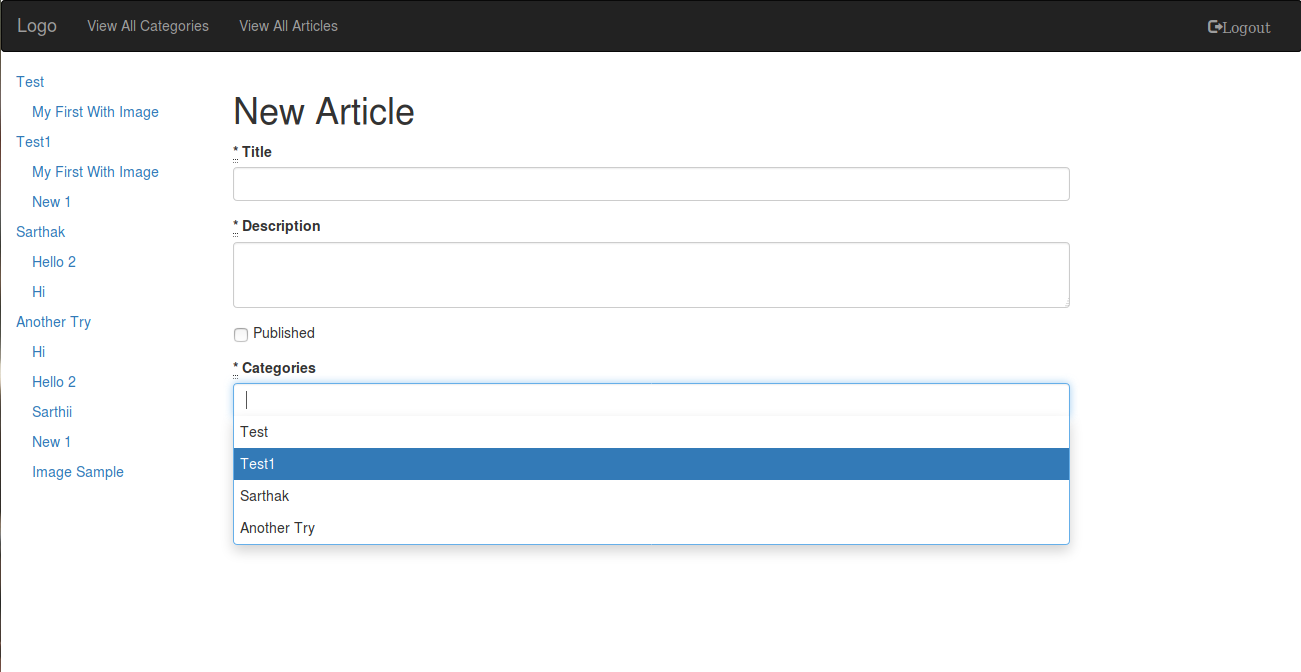 Logo View All Categories View All Articles Logout
Test
My First With Image
Test1
My First With Image
New 1
Sarthak
Hello 2
Hi
Another Try
Hi
Hello 2
Sarthii
New 1
Image Sample
New Article
* Title
* Description
Published
* Categories
Test
Test1
Sarthak
Another Try